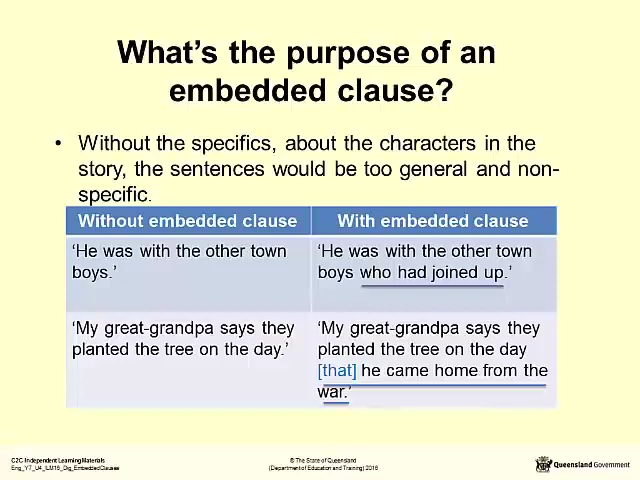 What's the purpose of an
embedded clause?
• Without the specifics, about the characters in the
story, the sentences would be too general and non-
specific.
Without embedded clause
With embedded clause
'He was with the other town
boys.'
'He was with the other town
boys who had joined up.'
'My great-grandpa says they
planted the tree on the day.'
'My great-grandpa says they
planted the tree on the day
[that] he came home from the
war.'
C2C Independent Learning Materials
Eng_Y7_U4_ILM15_Dig_EmbeddedClauses
© The State of Queensland
(Department of Education and Training) 2016
Queensland Government